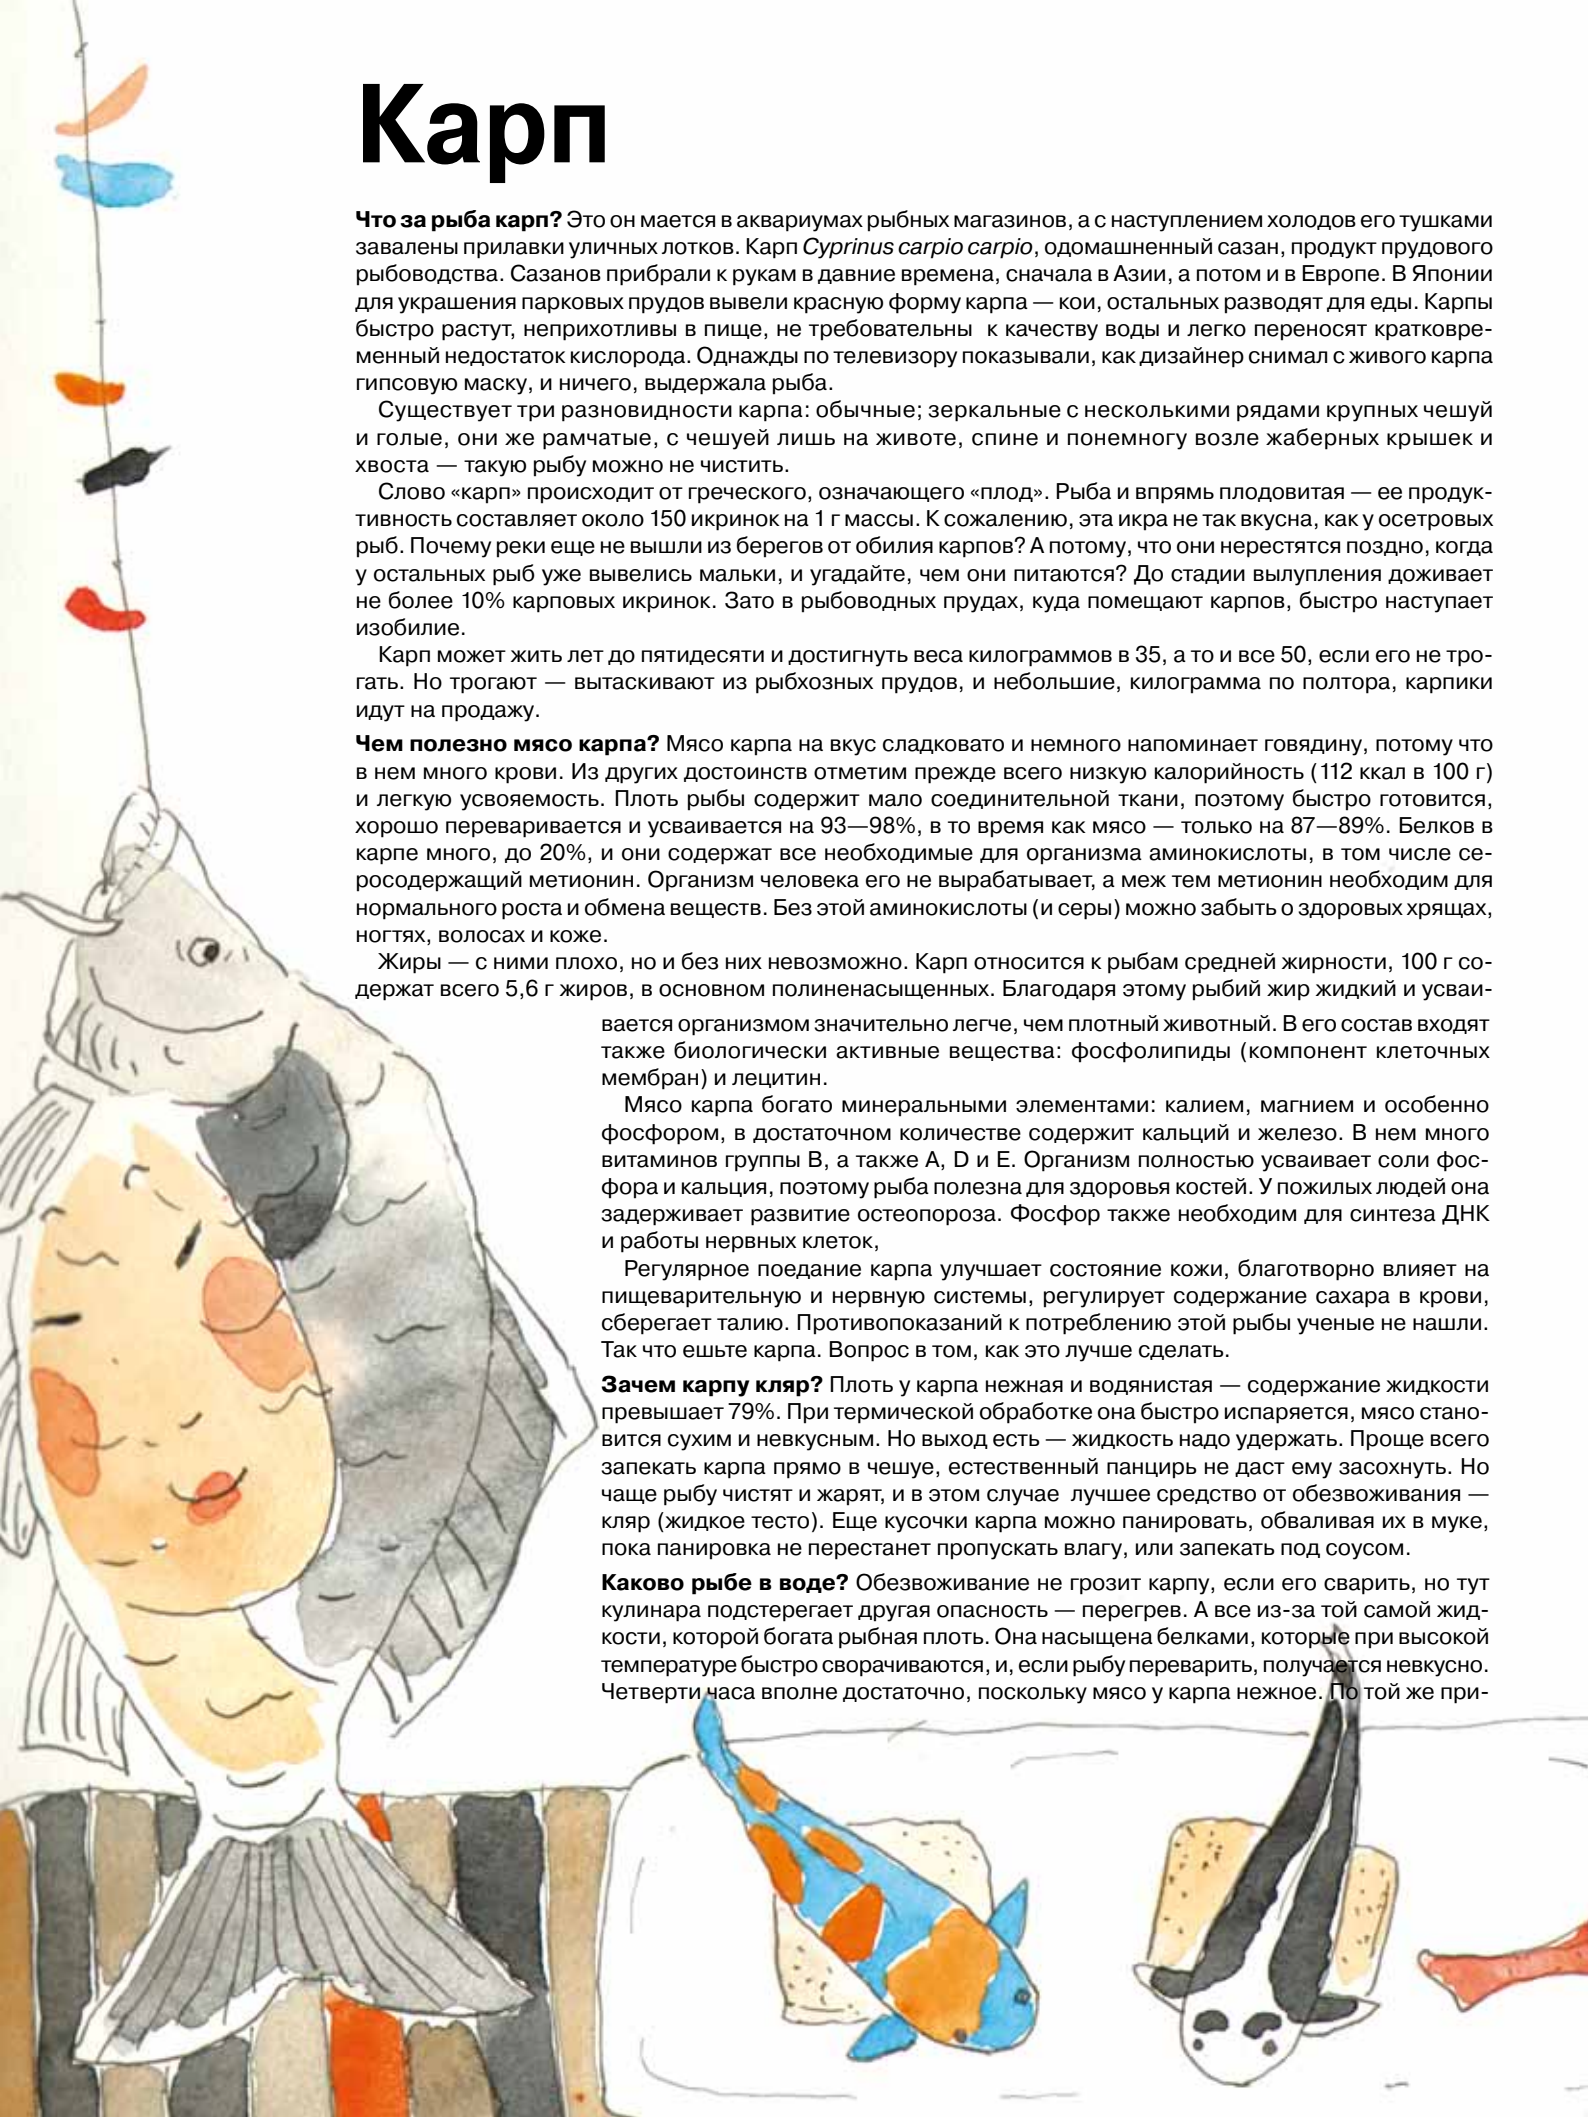 Карп
Что за рыба карп? Это он мается в аквариумах рыбных магазинов, а с наступлением холодов его тушками
завалены прилавки уличных лотков. Карп Cyprinus carpio carpio, одомашненный сазан, продукт прудового
рыбоводства. Сазанов прибрали к рукам в давние времена, сначала в Азии, а потом и в Европе. В Японии
для украшения парковых прудов вывели красную форму карпа — кои, остальных разводят для еды. Карпы
быстро растут, неприхотливы в пище, не требовательны к качеству воды и легко переносят кратковре-
менный недостаток кислорода. Однажды по телевизору показывали, как дизайнер снимал с живого карпа
гипсовую маску, и ничего, выдержала рыба.
Существует три разновидности карпа: обычные; зеркальные с несколькими рядами крупных чешуй
и голые, они же рамчатые, с чешуей лишь на животе, спине и понемногу возле жаберных крышек и
хвоста — такую рыбу можно не чистить.
Слово «карп» происходит от греческого, означающего «плод». Рыба и впрямь плодовитая — ее продук-
тивность составляет около 150 икринок на 1 г массы. К сожалению, эта икра не так вкусна, как у осетровых
рыб. Почему реки еще не вышли из берегов от обилия карпов? А потому, что они нерестятся поздно, когда
у остальных рыб уже вывелись мальки, и угадайте, чем они питаются? До стадии вылупления доживает
не более 10% карповых икринок. Зато в рыбоводных прудах, куда помещают карпов, быстро наступает
изобилие.
Карп может жить лет до пятидесяти и достигнуть веса килограммов в 35, а то и все 50, если его не тро-
гать. Но трогают — вытаскивают из рыбхозных прудов, и небольшие, килограмма по полтора, карпики
идут на продажу.
Чем полезно мясо карпа? Мясо карпа на вкус сладковато и немного напоминает говядину, потому что
в нем много крови. Из других достоинств отметим прежде всего низкую калорийность (112 ккал в 100 г)
и легкую усвояемость. Плоть рыбы содержит мало соединительной ткани, поэтому быстро готовится,
хорошо переваривается и усваивается на 93—98%, в то время как мясо — только на 87—89%. Белков в
карпе много, до 20%, и они содержат все необходимые для организма аминокислоты, в том числе се-
росодержащий метионин. Организм человека его не вырабатывает, а меж тем метионин необходим для
нормального роста и обмена веществ. Без этой аминокислоты (и серы) можно забыть о здоровых хрящах,
ногтях, волосах и коже.
Жиры — с ними плохо, но и без них невозможно. Карп относится к рыбам средней жирности, 100 г со-
держат всего 5,6 г жиров, в основном полиненасыщенных. Благодаря этому рыбий жир жидкий и усваи-
вается организмом значительно легче, чем плотный животный. В его состав входят
также биологически активные вещества: фосфолипиды (компонент клеточных
мембран) и лецитин.
Мясо карпа богато минеральными элементами: калием, магнием и особенно
фосфором, в достаточном количестве содержит кальций и железо. В нем много
витаминов группы В, а также А, D и Е. Организм полностью усваивает соли фос-
фора и кальция, поэтому рыба полезна для здоровья костей. У пожилых людей она
задерживает развитие остеопороза. Фосфор также необходим для синтеза ДНК
и работы нервных клеток,
Регулярное поедание карпа улучшает состояние кожи, благотворно влияет на
пищеварительную и нервную системы, регулирует содержание сахара в крови,
сберегает талию. Противопоказаний к потреблению этой рыбы ученые не нашли.
Так что ешьте карпа. Вопрос в том, как это лучше сделать.
Зачем карпу кляр? Плоть у карпа нежная и водянистая — содержание жидкости
превышает 79%. При термической обработке она быстро испаряется, мясо стано-
вится сухим и невкусным. Но выход есть — жидкость надо удержать. Проще всего
запекать карпа прямо в чешуе, естественный панцирь не даст ему засохнуть. Но
чаще рыбу чистят и жарят, и в этом случае лучшее средство от обезвоживания —
кляр (жидкое тесто). Еще кусочки карпа можно панировать, обваливая их в муке,
пока панировка не перестанет пропускать влагу, или запекать под соусом.
Каково рыбе в воде? Обезвоживание не грозит карпу, если его сварить, но тут
кулинара подстерегает другая опасность — перегрев. А все из-за той самой жид-
кости, которой богата рыбная плоть. Она насыщена белками, которые при высокой
температуре быстро сворачиваются, и, если рыбу переварить, получается невкусно.
Четверти часа вполне достаточно, поскольку мясо у карпа нежное. По той же при-